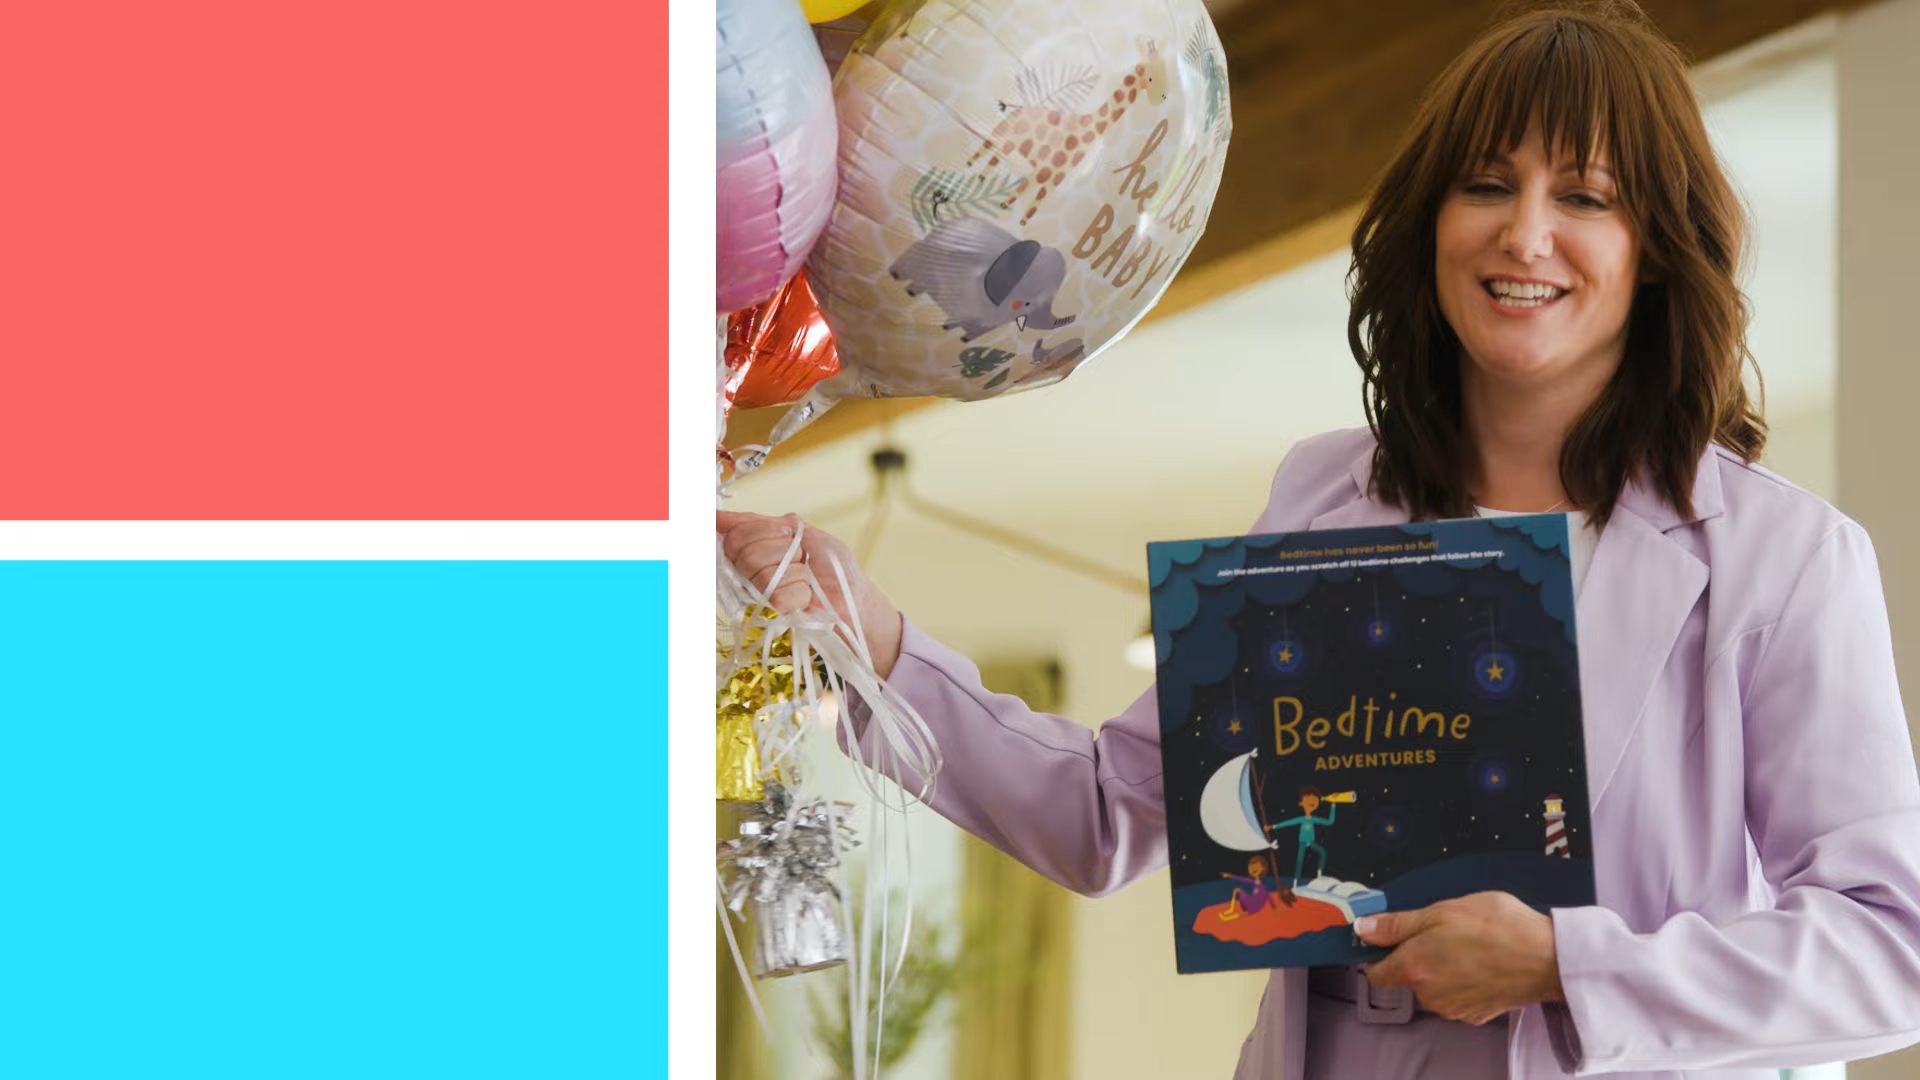 hello
BABY
Bedtime has never been so fun!
Join the adventure as you scratch off 12 bedtime challenges that follow the story.
Bedtime
ADVENTURES